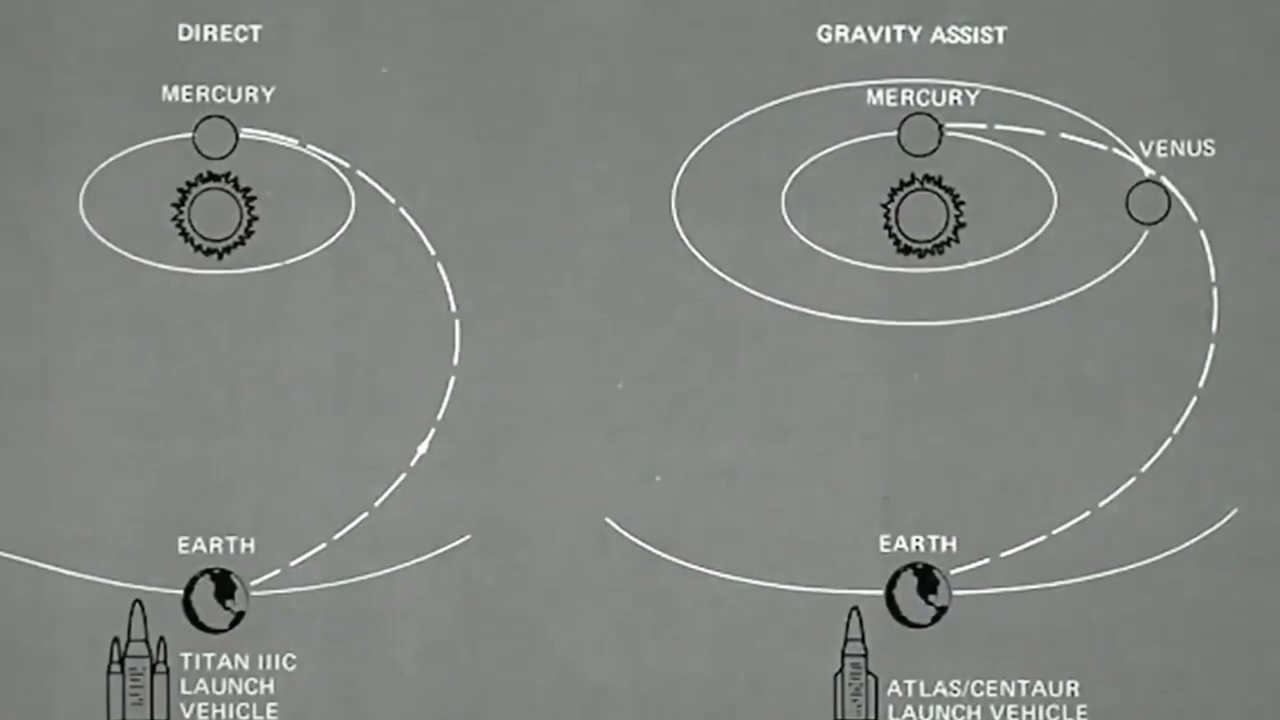 DIRECT
MERCURY
EARTH
TITAN IIIC
LAUNCH
VEHICLE
GRAVITY ASSIST
MERCURY
VENUS
EARTH
ATLAS/CENTAUR
LAUNCH VEHICLE